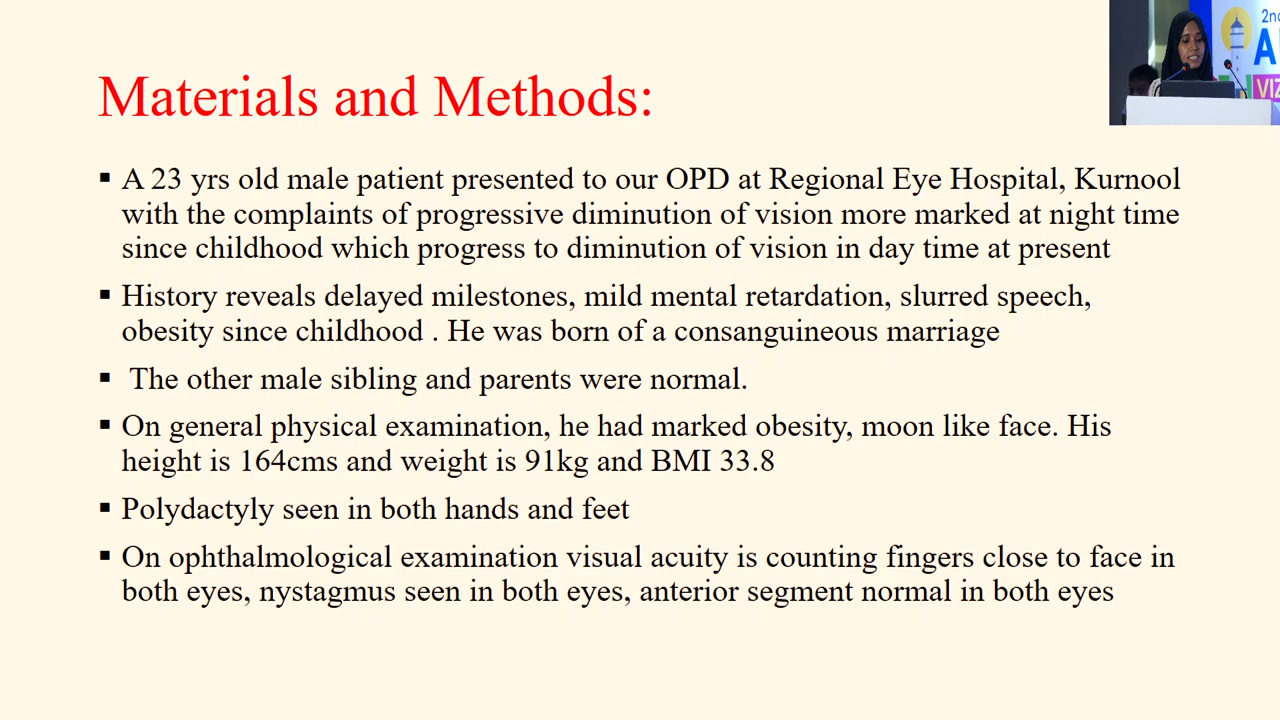 2nd
Materials and Methods:
VIZ
▪ A 23 yrs old male patient presented to our OPD at Regional Eye Hospital, Kurnool
with the complaints of progressive diminution of vision more marked at night time
since childhood which progress to diminution of vision in day time at present
▪ History reveals delayed milestones, mild mental retardation, slurred speech,
obesity since childhood . He was born of a consanguineous marriage
▪ The other male sibling and parents were normal.
▪ On general physical examination, he had marked obesity, moon like face. His
height is 164cms and weight is 91kg and BMI 33.8
▪ Polydactyly seen in both hands and feet
▪ On ophthalmological examination visual acuity is counting fingers close to face in
both eyes, nystagmus seen in both eyes, anterior segment normal in both eyes